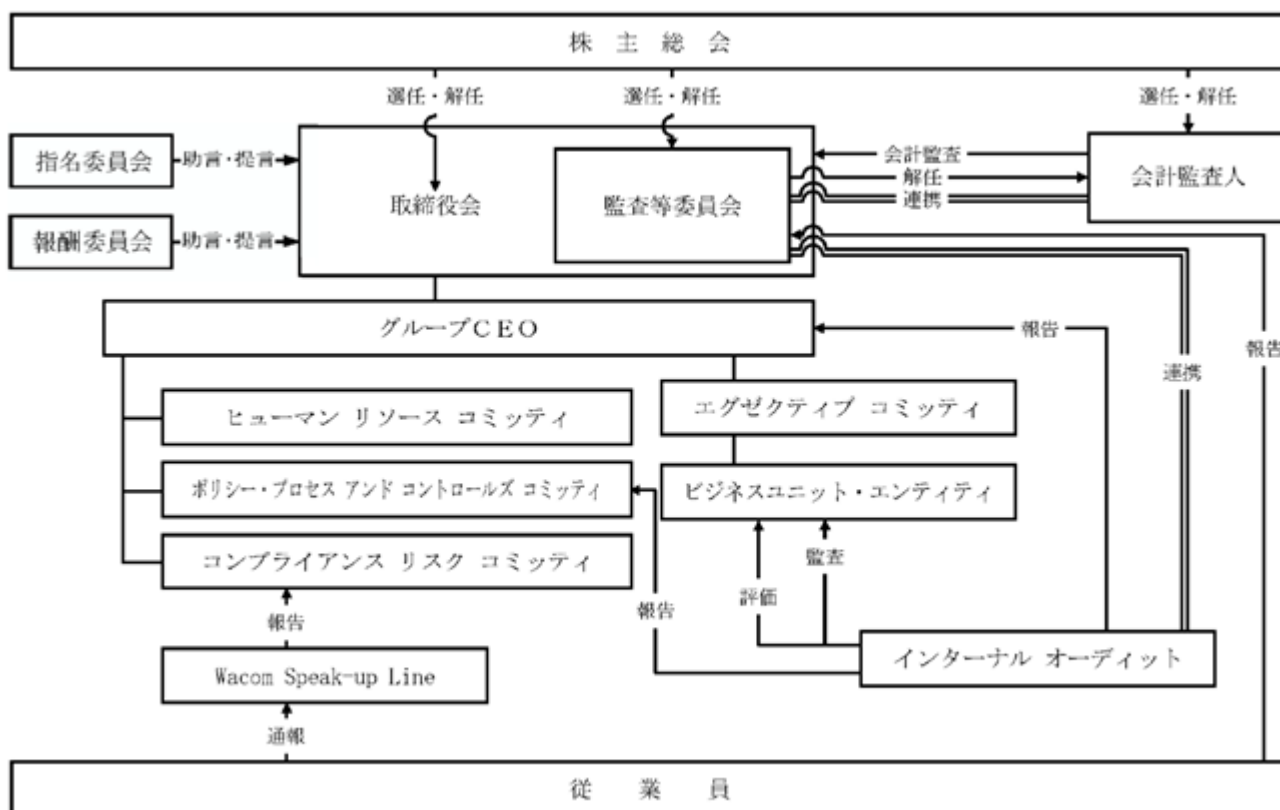 株主総会
選任・解任
選任・解任
選任・解任
指名委員会
助言・提言
報酬委員会
助言・提言
取締役会
監査等委員会
会計監査
解任
連携
会計監査人
グループCEO
報告
連携
報告
ヒューマン リソース コミッティ
エグゼクティブ コミッティ
ポリシー・プロセス アンド コントロールズ コミッティ
ビジネスユニット・エンティティ
コンプライアンス リスク コミッティ
監査
評価
報告
報告
インターナル オーディット
Wacom Speak-up Line
通報
従業員